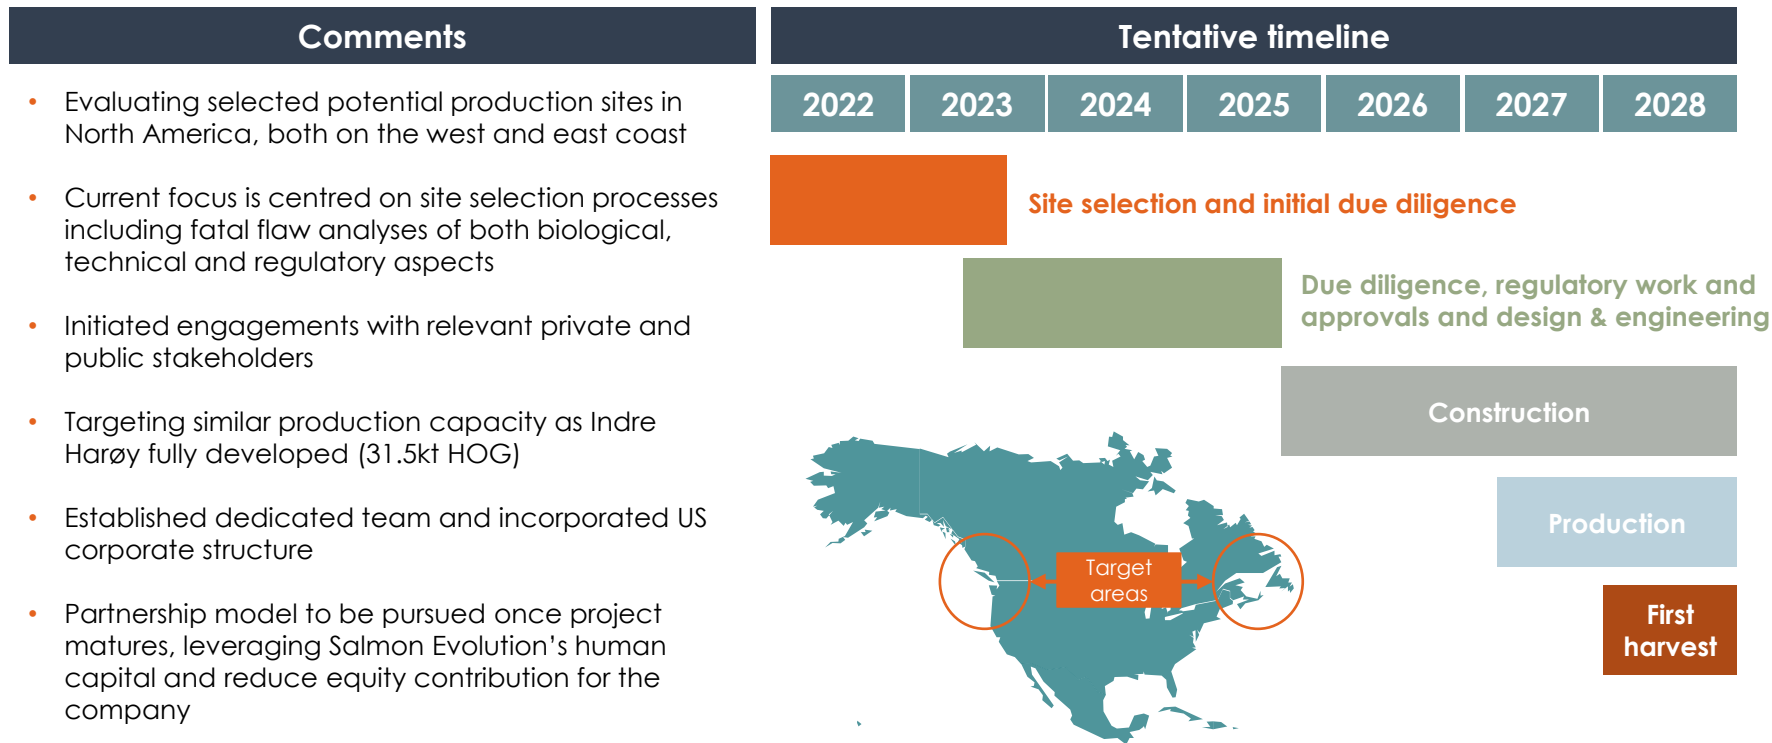 Comments
• Evaluating selected potential production sites in
North America, both on the west and east coast
• Current focus is centred on site selection processes
including fatal flaw analyses of both biological,
technical and regulatory aspects
• Initiated engagements with relevant private and
public stakeholders
• Targeting similar production capacity as Indre
Harøy fully developed (31.5kt HOG)
• Established dedicated team and incorporated US
corporate structure
• Partnership model to be pursued once project
matures, leveraging Salmon Evolution’s human
capital and reduce equity contribution for the
company
Tentative timeline
2022 2023 2024 2025 2026 2027 2028
Site selection and initial due diligence
Due diligence, regulatory work and
approvals and design & engineering
Construction
Production
First
harvest
Target
areas